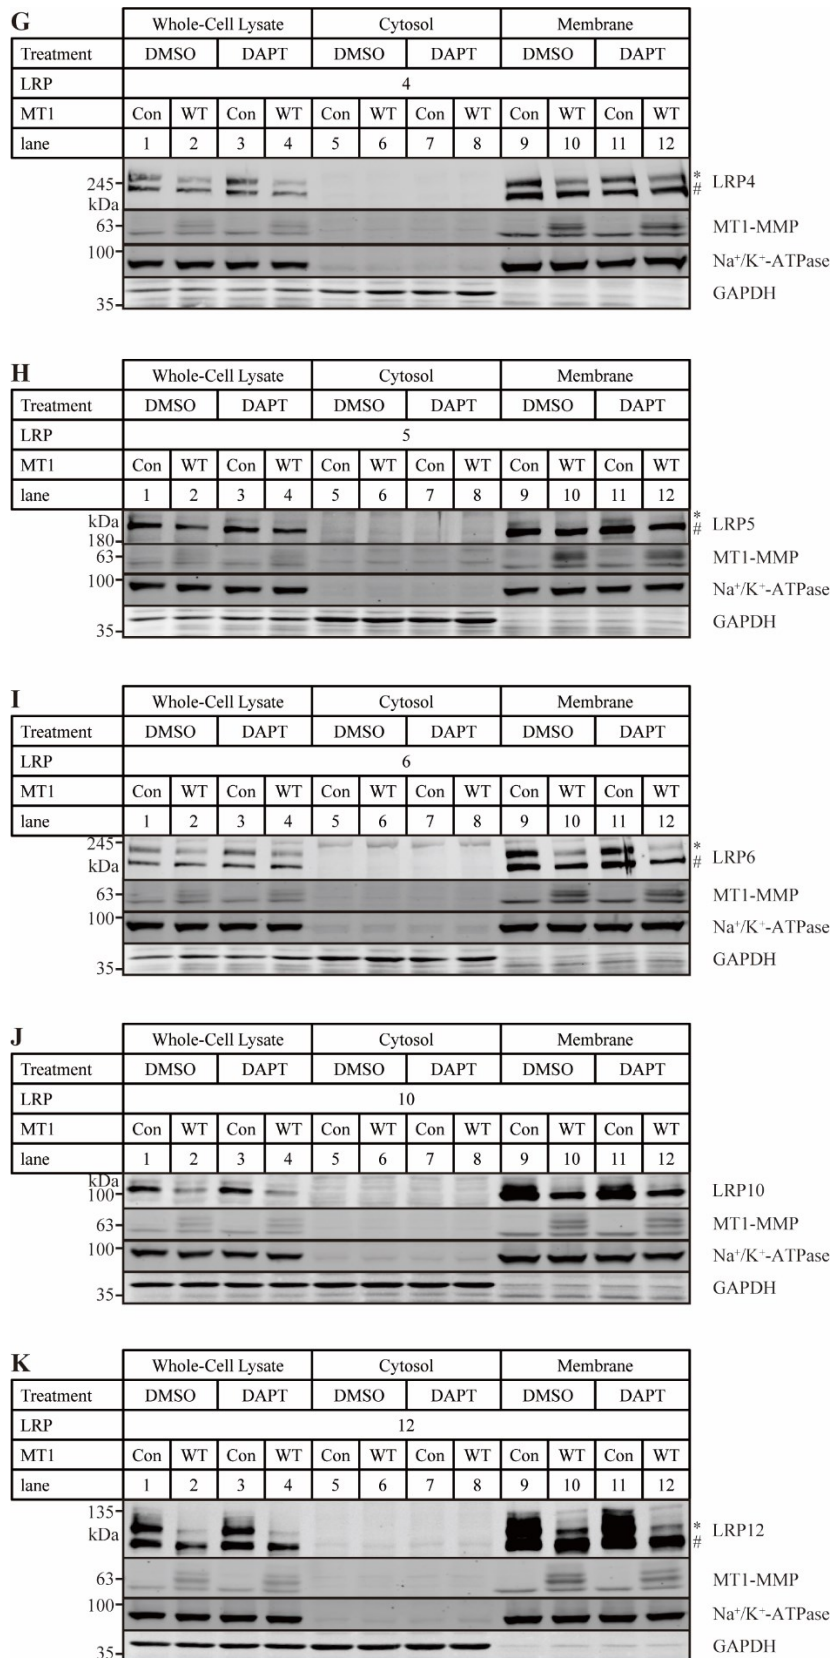 G
Whole-Cell Lysate Cytosol Membrane
Treatment DMSO DAPT DMSO DAPT DMSO DAPT
LRP 4
MT1 Con WT Con WT Con WT Con WT Con WT Con WT
lane 1 2 3 4 5 6 7 8 9 10 11 12
245 * LRP4
kDa #
63 MT1-MMP
100 Na⁺/K⁺-ATPase
35 GAPDH
H
Whole-Cell Lysate Cytosol Membrane
Treatment DMSO DAPT DMSO DAPT DMSO DAPT
LRP 5
MT1 Con WT Con WT Con WT Con WT Con WT Con WT
lane 1 2 3 4 5 6 7 8 9 10 11 12
kDa * LRP5
180 #
63 MT1-MMP
100 Na⁺/K⁺-ATPase
35 GAPDH
I
Whole-Cell Lysate Cytosol Membrane
Treatment DMSO DAPT DMSO DAPT DMSO DAPT
LRP 6
MT1 Con WT Con WT Con WT Con WT Con WT Con WT
lane 1 2 3 4 5 6 7 8 9 10 11 12
245 * LRP6
kDa #
63 MT1-MMP
100 Na⁺/K⁺-ATPase
35 GAPDH
J
Whole-Cell Lysate Cytosol Membrane
Treatment DMSO DAPT DMSO DAPT DMSO DAPT
LRP 10
MT1 Con WT Con WT Con WT Con WT Con WT Con WT
lane 1 2 3 4 5 6 7 8 9 10 11 12
kDa
100 LRP10
63 MT1-MMP
100 Na⁺/K⁺-ATPase
35 GAPDH
K
Whole-Cell Lysate Cytosol Membrane
Treatment DMSO DAPT DMSO DAPT DMSO DAPT
LRP 12
MT1 Con WT Con WT Con WT Con WT Con WT Con WT
lane 1 2 3 4 5 6 7 8 9 10 11 12
135 * LRP12
kDa #
63 MT1-MMP
100 Na⁺/K⁺-ATPase
35 GAPDH